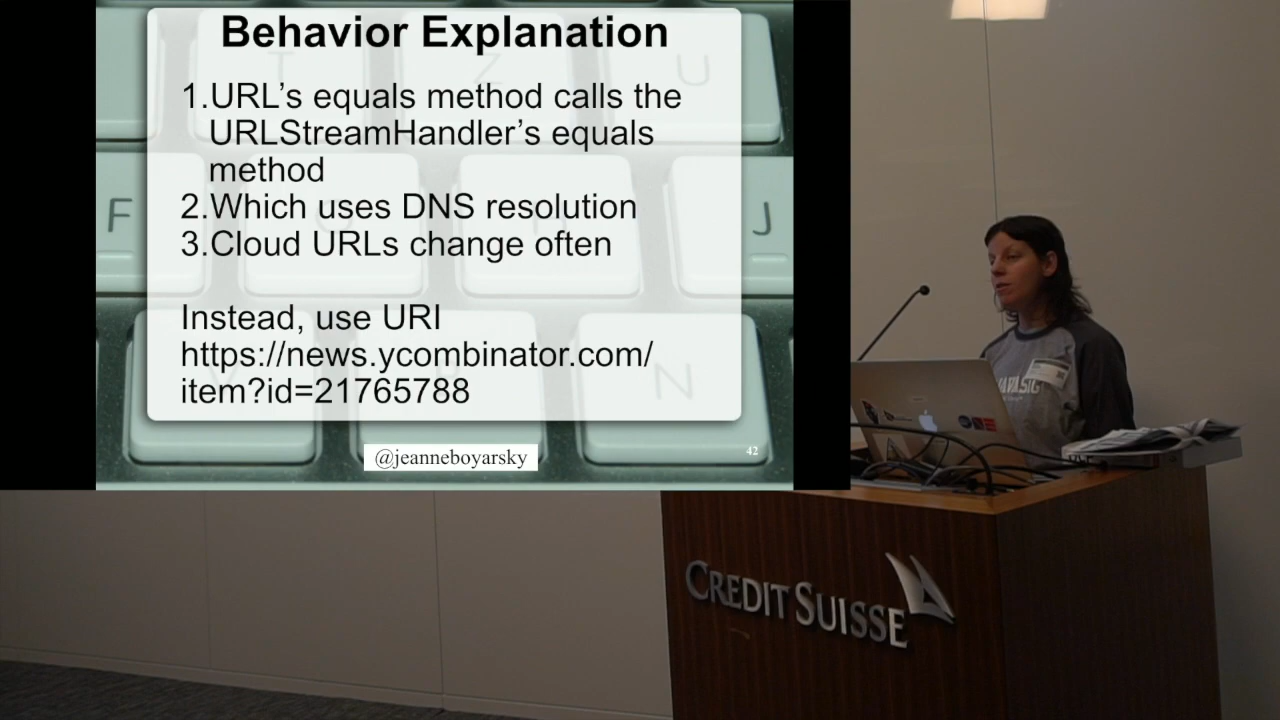 Behavior Explanation
1.URL’s equals method calls the
URLStreamHandler’s equals
method
2.Which uses DNS resolution
3.Cloud URLs change often
Instead, use URI
https://news.ycombinator.com/
item?id=21765788
@jeanneboyarsky
42
CREDIT SUISSE